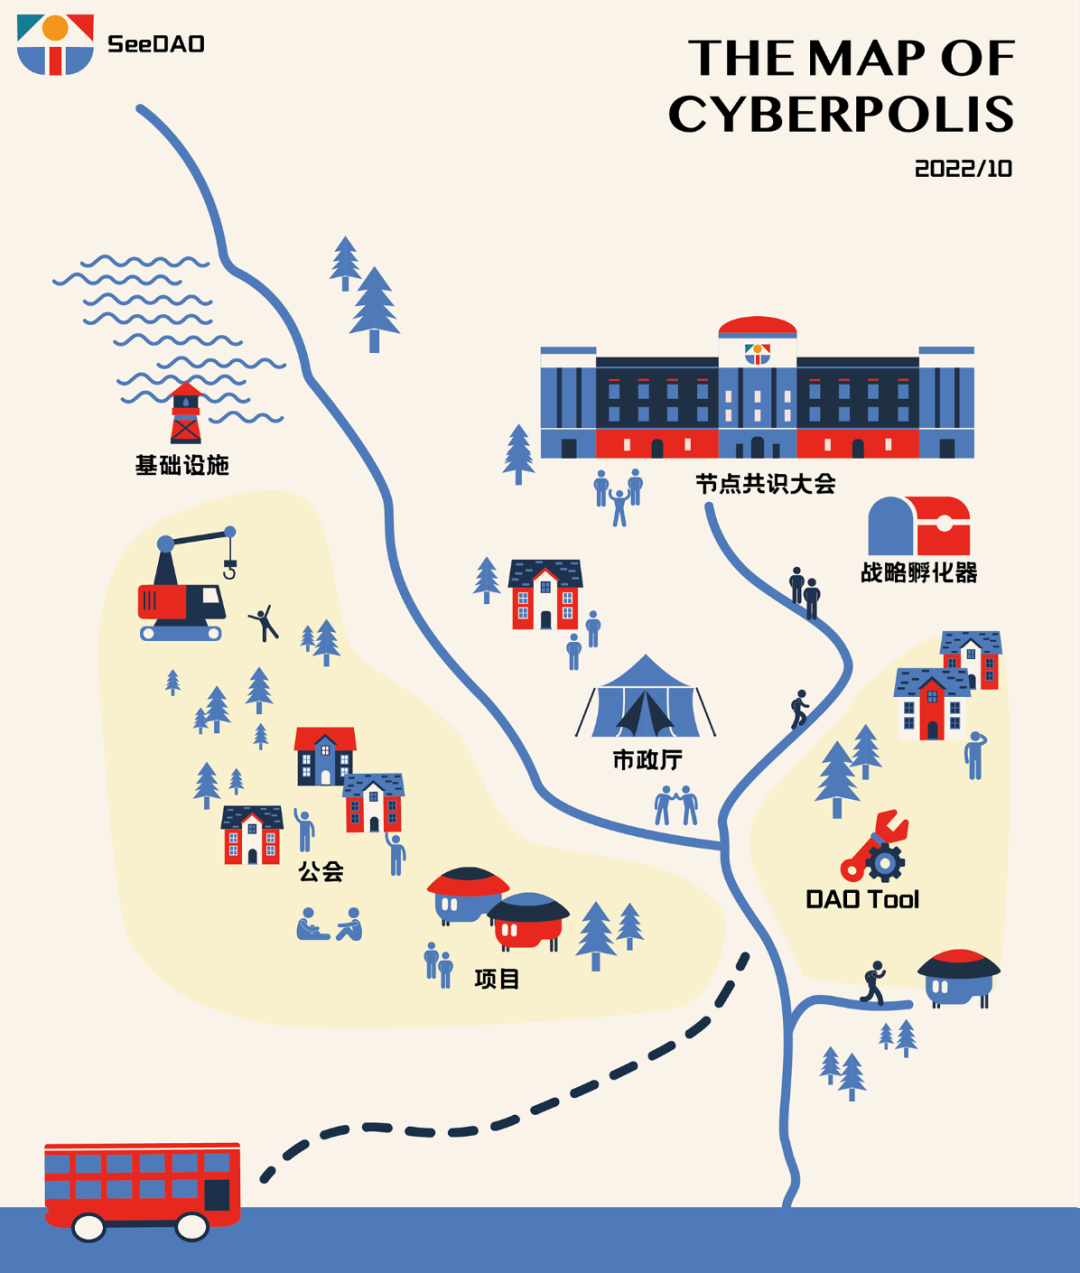 SeeDAO
THE MAP OF
CYBERPOLIS
2022/10
基础设施
节点共识大会
战略孵化器
市政厅
公会
DAO Tool
项目